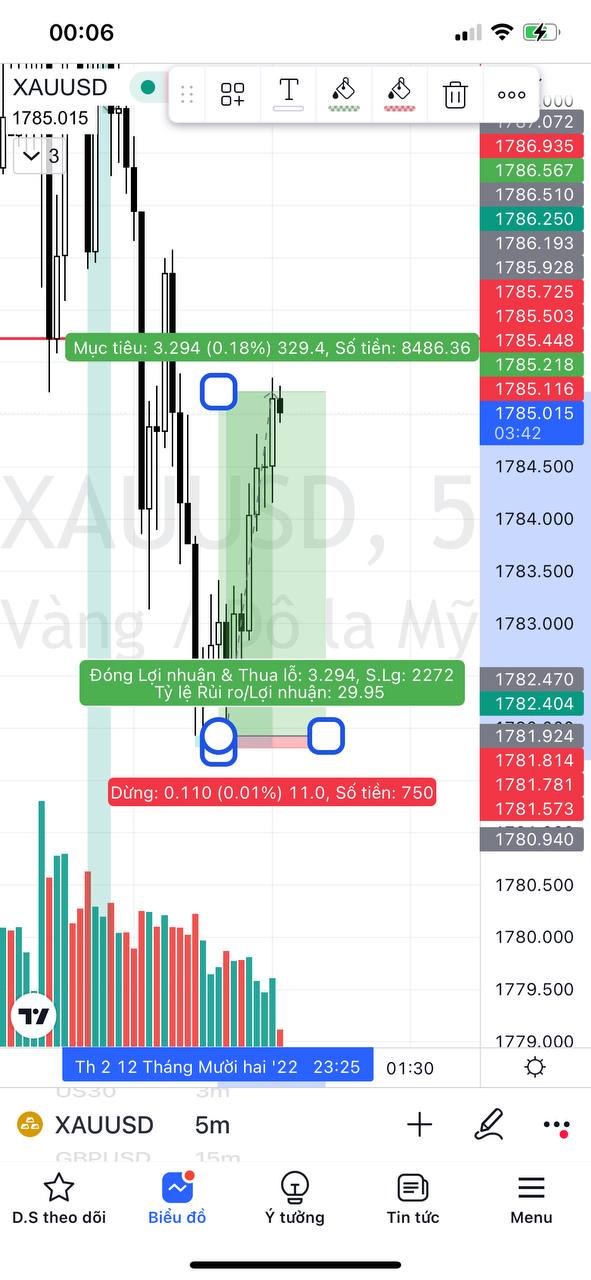 00:06
XAUUSD
T
1785.015
3
1787.072
1786.935
1786.567
1786.510
1786.250
1786.193
1785.928
1785.725
1785.503
1785.448
Mục tiêu: 3.294 (0.18%) 329.4, Số tiền: 8486.36
1785.218
1785.116
1785.015
03:42
1784.500
XAUUSD, 5
1784.000
1783.500
Vàng / Đô la Mỹ
1783.000
Đóng Lợi nhuận & Thua lỗ: 3.294, S.Lg: 2272
Tỷ lệ Rủi ro/Lợi nhuận: 29.95
1782.470
1782.404
1781.924
1781.814
Dừng: 0.110 (0.01%) 11.0, Số tiền: 750
1781.781
1781.573
1780.940
1780.500
1780.000
1779.500
1779.000
Th 2 12 Tháng Mười hai '22 23:25
01:30
US30 3m
XAUUSD 5m
GBPUSD 15m
D.S theo dõi
Biểu đồ
Ý tưởng
Tin tức
Menu